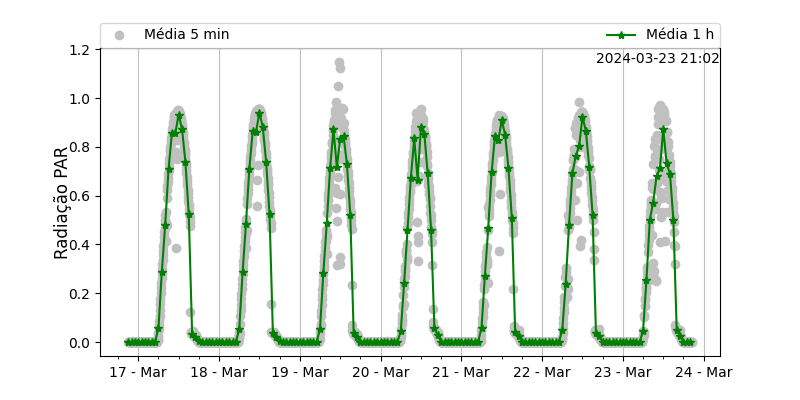 Média 5 min
Média 1 h
2024-03-23 21:02
Radiação PAR
1.2
1.0
0.8
0.6
0.4
0.2
0.0
17 - Mar
18 - Mar
19 - Mar
20 - Mar
21 - Mar
22 - Mar
23 - Mar
24 - Mar